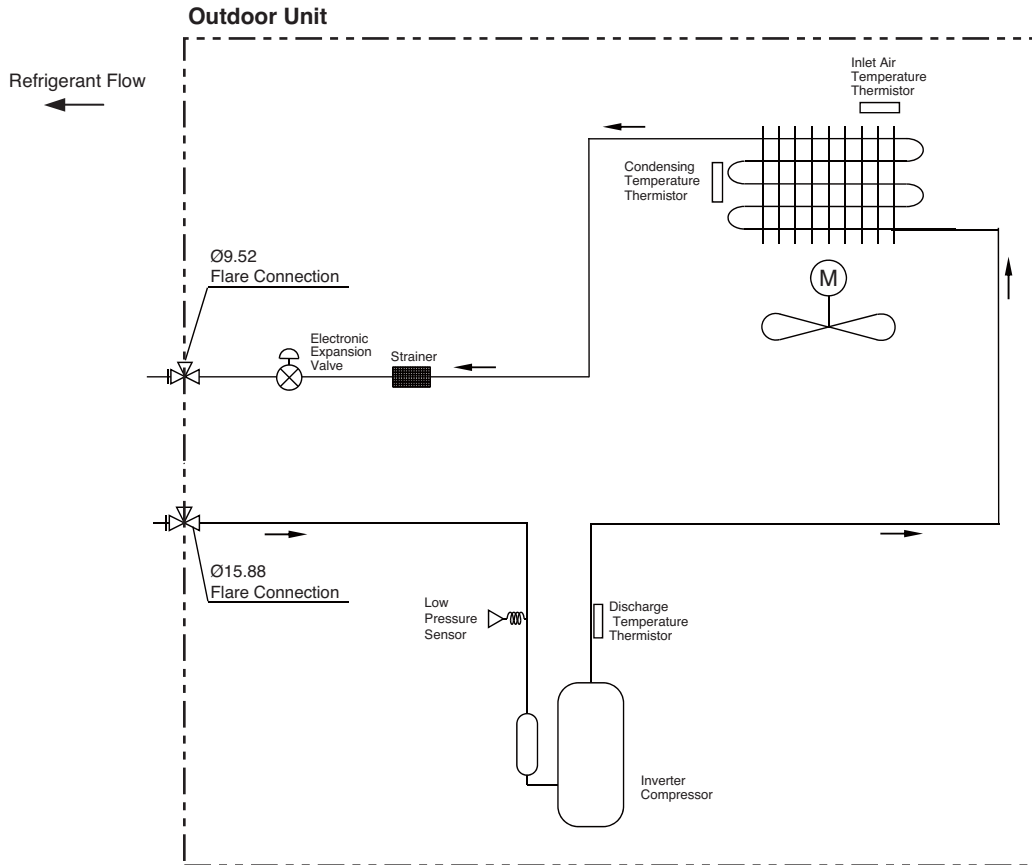 Outdoor Unit
Refrigerant Flow
Inlet Air
Temperature
Thermistor
Condensing
Temperature
Thermistor
Ø9.52
Flare Connection
M
Electronic
Expansion
Valve
Strainer
Ø15.88
Flare Connection
Low
Pressure
Sensor
Discharge
Temperature
Thermistor
Inverter
Compressor